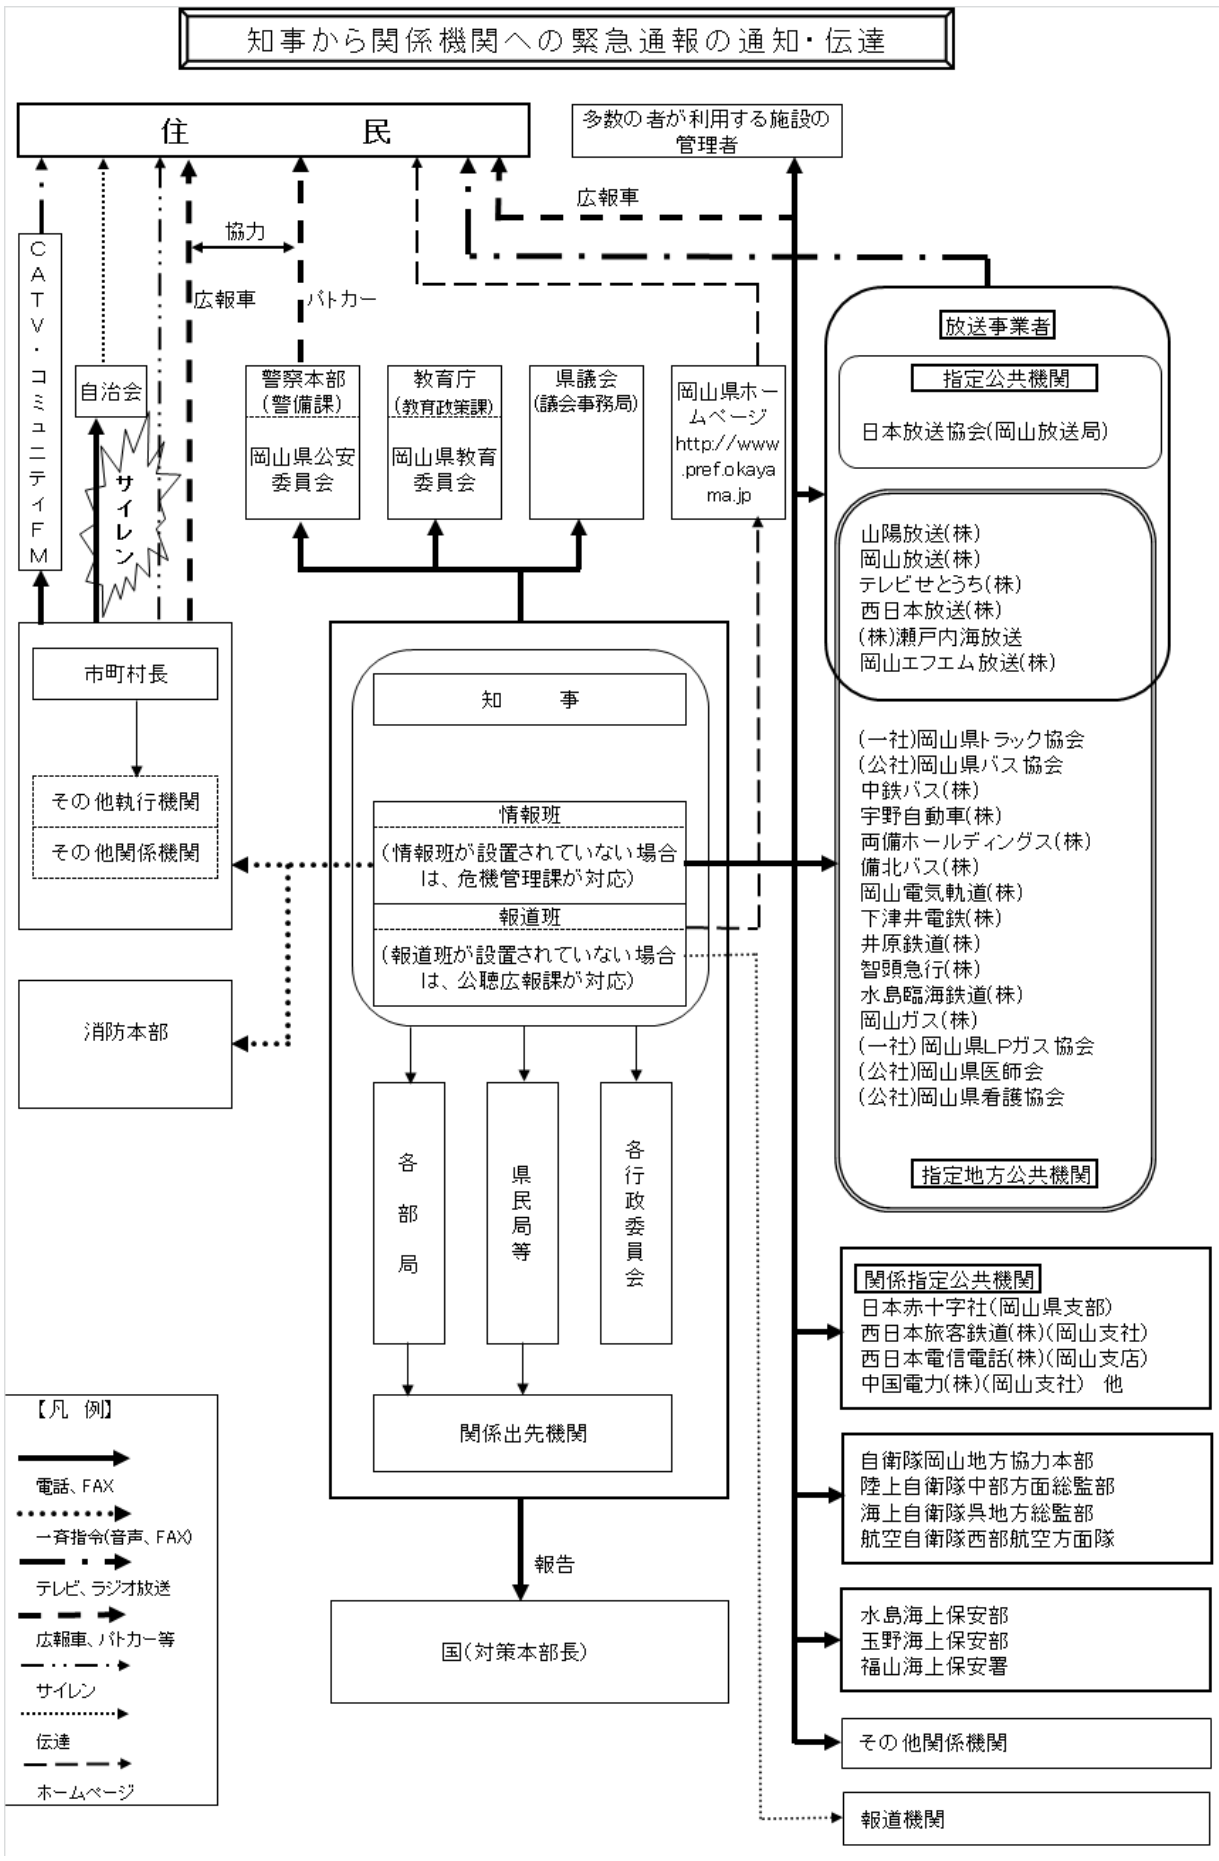 知事から関係機関への緊急通報の通知・伝達
住　民
多数の者が利用する施設の
管理者
広報車
協力
広報車
パトカー
CATV・コミュニティFM
自治会
サイレン
警察本部
(警備課)
岡山県公安
委員会
教育庁
(教育政策課)
岡山県教育
委員会
県議会
(議会事務局)
岡山県ホー
ムページ
http://www
.pref.okaya
ma.jp
放送事業者
指定公共機関
日本放送協会(岡山放送局)
山陽放送(株)
岡山放送(株)
テレビせとうち(株)
西日本放送(株)
(株)瀬戸内海放送
岡山エフエム放送(株)
(一社)岡山県トラック協会
(公社)岡山県バス協会
中鉄バス(株)
宇野自動車(株)
両備ホールディングス(株)
備北バス(株)
岡山電気軌道(株)
下津井電鉄(株)
井原鉄道(株)
智頭急行(株)
水島臨海鉄道(株)
岡山ガス(株)
(一社)岡山県LPガス協会
(公社)岡山県医師会
(公社)岡山県看護協会
指定地方公共機関
市町村長
その他執行機関
その他関係機関
消防本部
知　事
情報班
(情報班が設置されていない場合
は、危機管理課が対応)
報道班
(報道班が設置されていない場合
は、公聴広報課が対応)
各部局
県民局等
各行政委員会
関係出先機関
報告
国(対策本部長)
関係指定公共機関
日本赤十字社(岡山県支部)
西日本旅客鉄道(株)(岡山支社)
西日本電信電話(株)(岡山支店)
中国電力(株)(岡山支社)　他
自衛隊岡山地方協力本部
陸上自衛隊中部方面総監部
海上自衛隊呉地方総監部
航空自衛隊西部航空方面隊
水島海上保安部
玉野海上保安部
福山海上保安署
その他関係機関
報道機関
【凡　例】
電話、FAX
一斉指令(音声、FAX)
テレビ、ラジオ放送
広報車、パトカー等
サイレン
伝達
ホームページ